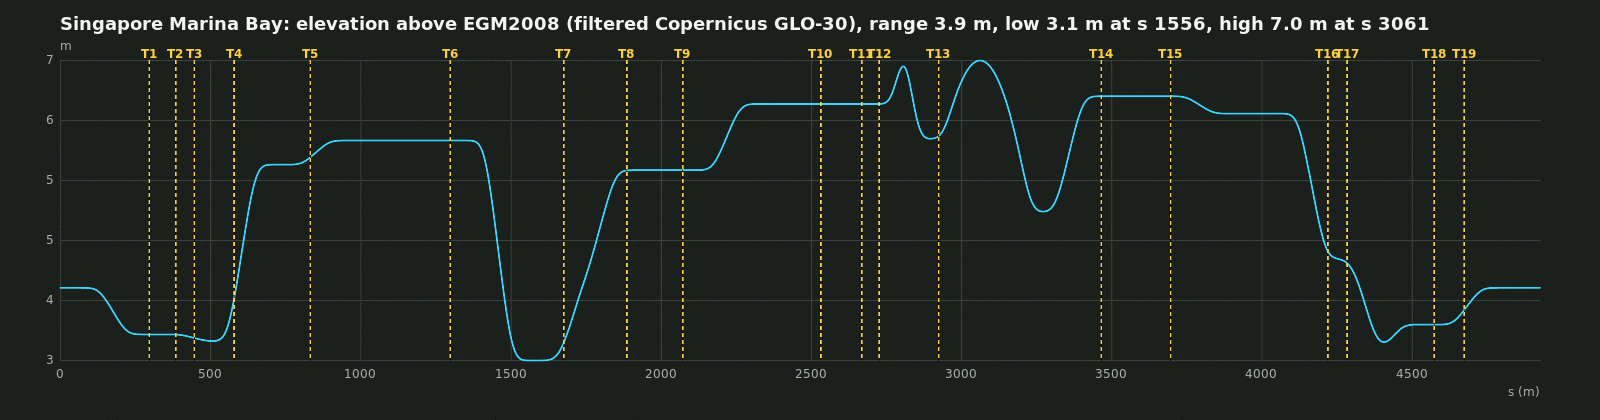 Singapore Marina Bay: elevation above EGM2008 (filtered Copernicus GLO-30), range 3.9 m, low 3.1 m at s 1556, high 7.0 m at s 3061
m
T1 T2 T3 T4 T5 T6 T7 T8 T9 T10 T11 T12 T13 T14 T15 T16 T17 T18 T19
7
6
5
5
4
3
0 500 1000 1500 2000 2500 3000 3500 4000 4500
s (m)